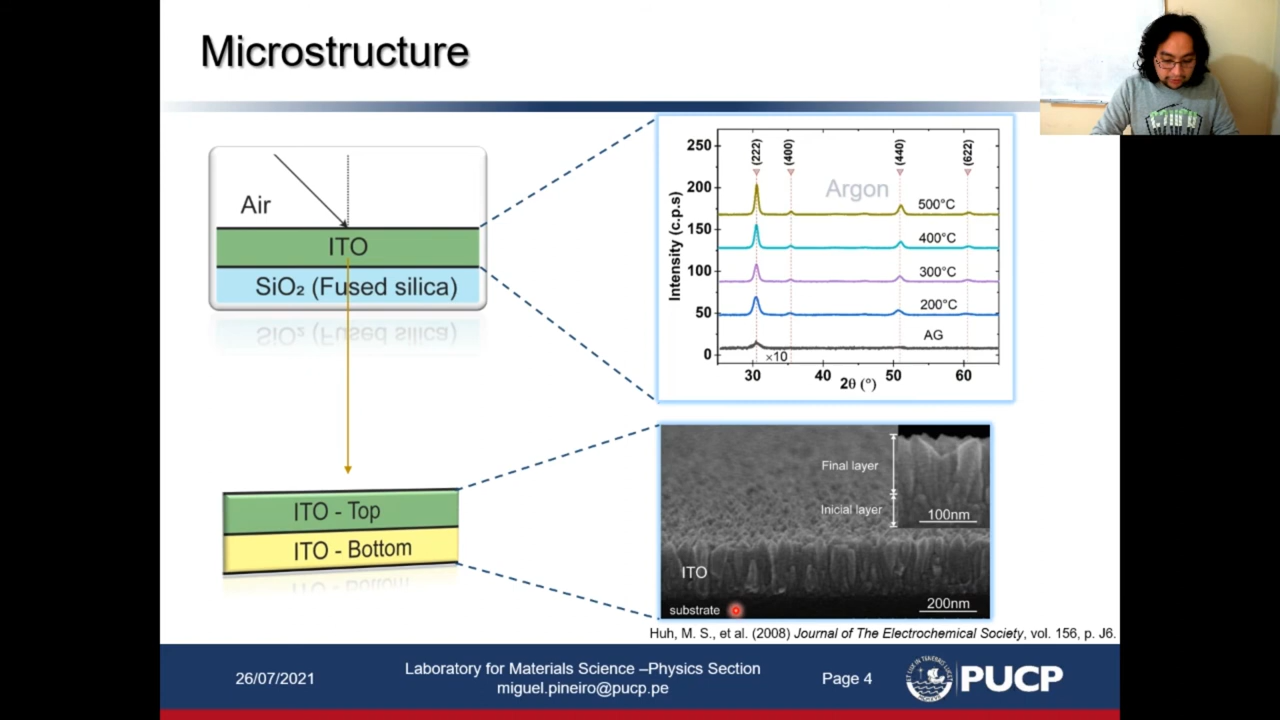 Microstructure
Air
ITO
SiO₂ (Fused silica)
ITO - Top
ITO - Bottom
250
200
150
100
50
0
Intensity (c.p.s)
(222)
(400)
(440)
(622)
Argon
500°C
400°C
300°C
200°C
AG
×10
30
40
50
60
2θ (°)
Final layer
Inicial layer
100nm
ITO
substrate
200nm
Huh, M. S., et al. (2008) Journal of The Electrochemical Society, vol. 156, p. J6.
26/07/2021
Laboratory for Materials Science –Physics Section
miguel.pineiro@pucp.pe
Page 4
PUCP